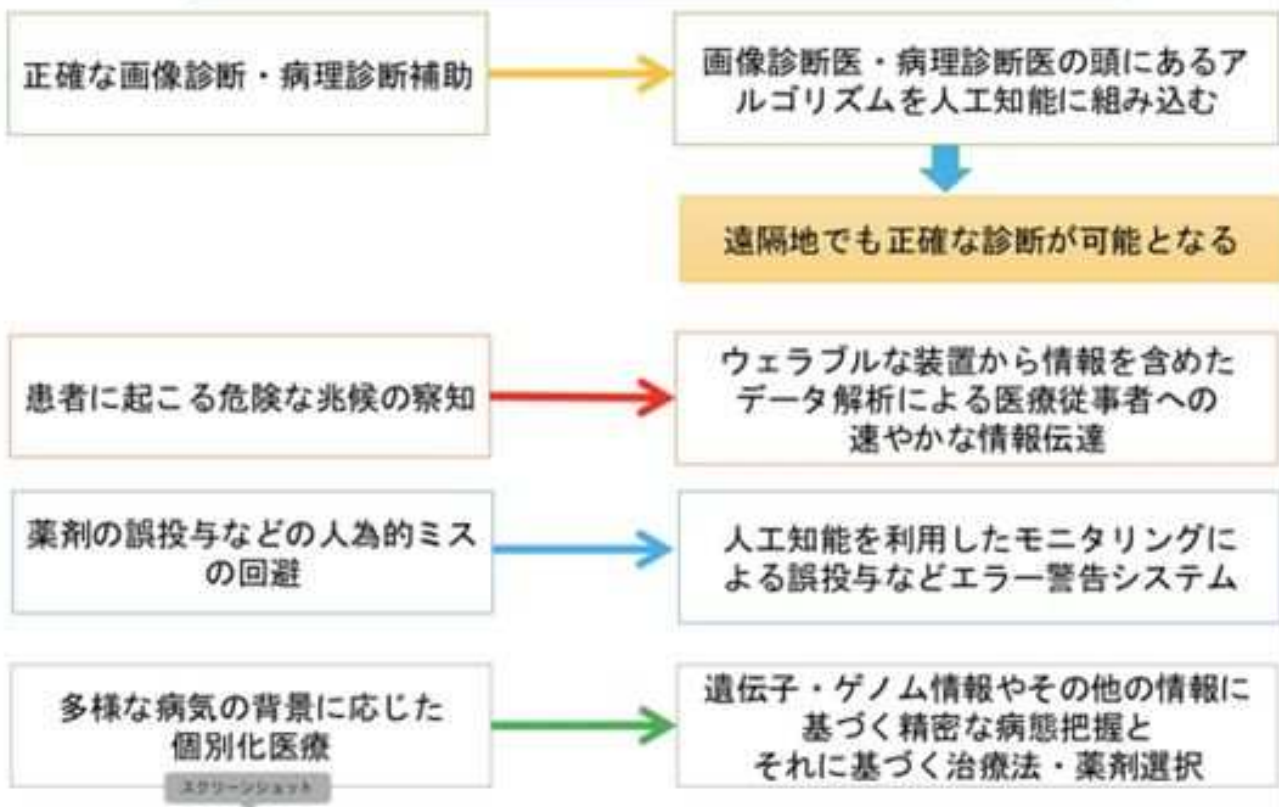 正確な画像診断・病理診断補助
画像診断医・病理診断医の頭にあるア
ルゴリズムを人工知能に組み込む
遠隔地でも正確な診断が可能となる
患者に起こる危険な兆候の察知
ウェラブルな装置から情報を含めた
データ解析による医療従事者への
速やかな情報伝達
薬剤の誤投与などの人為的ミス
の回避
人工知能を利用したモニタリングに
よる誤投与などエラー警告システム
多様な病気の背景に応じた
個別化医療
遺伝子・ゲノム情報やその他の情報に
基づく精密な病態把握と
それに基づく治療法・薬剤選択
スクリーンショット